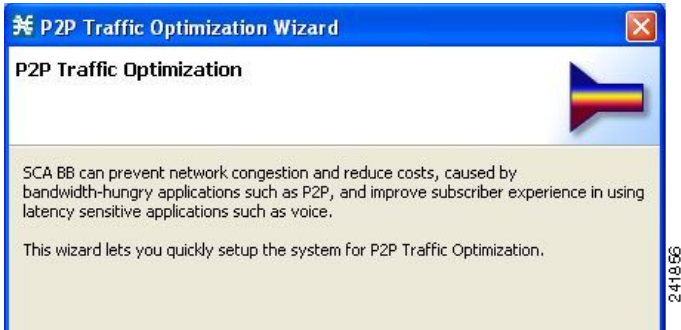 P2P Traffic Optimization Wizard
P2P Traffic Optimization
SCA BB can prevent network congestion and reduce costs, caused by
bandwidth-hungry applications such as P2P, and improve subscriber experience in using
latency sensitive applications such as voice.
This wizard lets you quickly setup the system for P2P Traffic Optimization.
241856